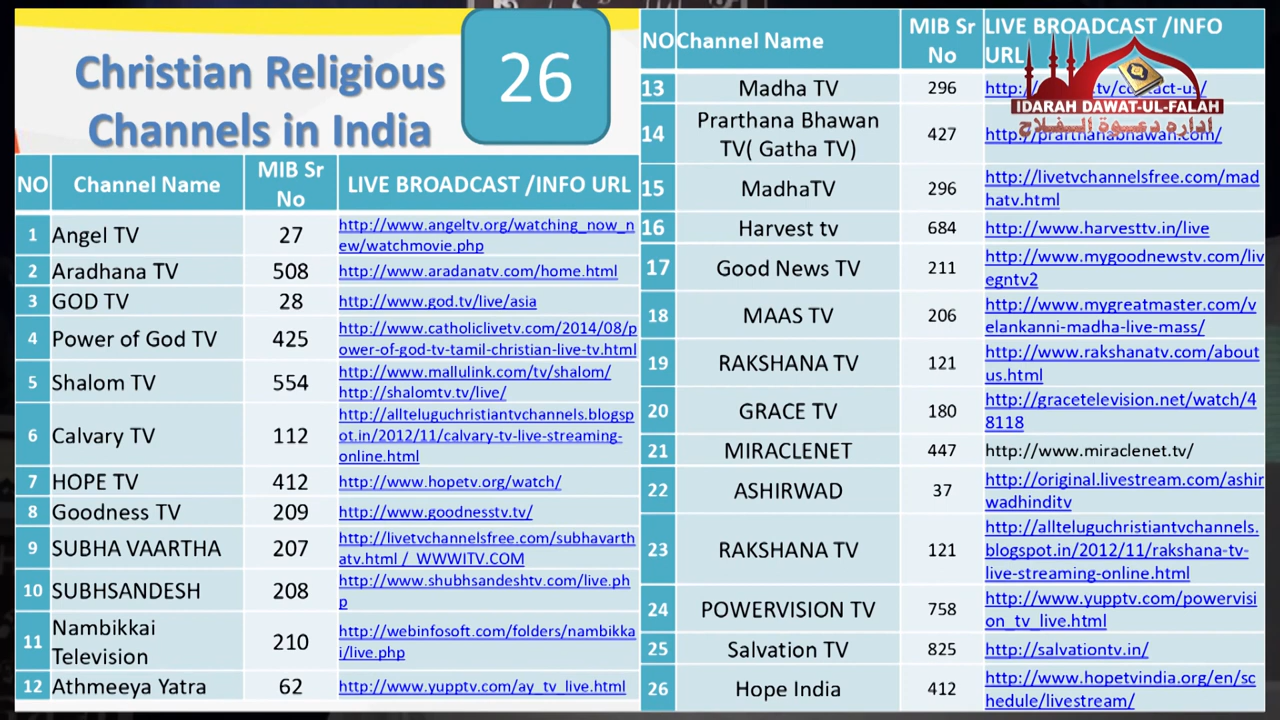 Christian Religious
Channels in India
26
NO Channel Name MIB Sr No LIVE BROADCAST /INFO URL
1 Angel TV 27 http://www.angeltv.org/watching_now_n
ew/watchmovie.php
2 Aradhana TV 508 http://www.aradanatv.com/home.html
3 GOD TV 28 http://www.god.tv/live/asia
4 Power of God TV 425 http://www.catholiclivetv.com/2014/08/p
ower-of-god-tv-tamil-christian-live-tv.html
5 Shalom TV 554 http://www.mallulink.com/tv/shalom/
http://shalomtv.tv/live/
6 Calvary TV 112 http://allteluguchristiantvchannels.blogsp
ot.in/2012/11/calvary-tv-live-streaming-
online.html
7 HOPE TV 412 http://www.hopetv.org/watch/
8 Goodness TV 209 http://www.goodnesstv.tv/
9 SUBHA VAARTHA 207 http://livetvchannelsfree.com/subhavarth
atv.html / WWWITV.COM
10 SUBHSANDESH 208 http://www.shubhsandeshtv.com/live.ph
p
11 Nambikkai
Television 210 http://webinfosoft.com/folders/nambikka
i/live.php
12 Athmeeya Yatra 62 http://www.yupptv.com/ay_tv_live.html
NO Channel Name MIB Sr No LIVE BROADCAST /INFO
URL
13 Madha TV 296 http:/ .tv/contact-us/
14 Prarthana Bhawan
TV( Gatha TV) 427 http://prarthanabhawan.com/
15 MadhaTV 296 http://livetvchannelsfree.com/mad
hatv.html
16 Harvest tv 684 http://www.harvesttv.in/live
17 Good News TV 211 http://www.mygoodnewstv.com/liv
egntv2
18 MAAS TV 206 http://www.mygreatmaster.com/v
elankanni-madha-live-mass/
19 RAKSHANA TV 121 http://www.rakshanatv.com/about
us.html
20 GRACE TV 180 http://gracetelevision.net/watch/4
8118
21 MIRACLENET 447 http://www.miraclenet.tv/
22 ASHIRWAD 37 http://original.livestream.com/ashir
wadhinditv
23 RAKSHANA TV 121 http://allteluguchristiantvchannels.
blogspot.in/2012/11/rakshana-tv-
live-streaming-online.html
24 POWERVISION TV 758 http://www.yupptv.com/powervisi
on_tv_live.html
25 Salvation TV 825 http://salvationtv.in/
26 Hope India 412 http://www.hopetvindia.org/en/sc
hedule/livestream/
IDARAH DAWAT-UL-FALAH
ادارہ دعوۃ الفلاح